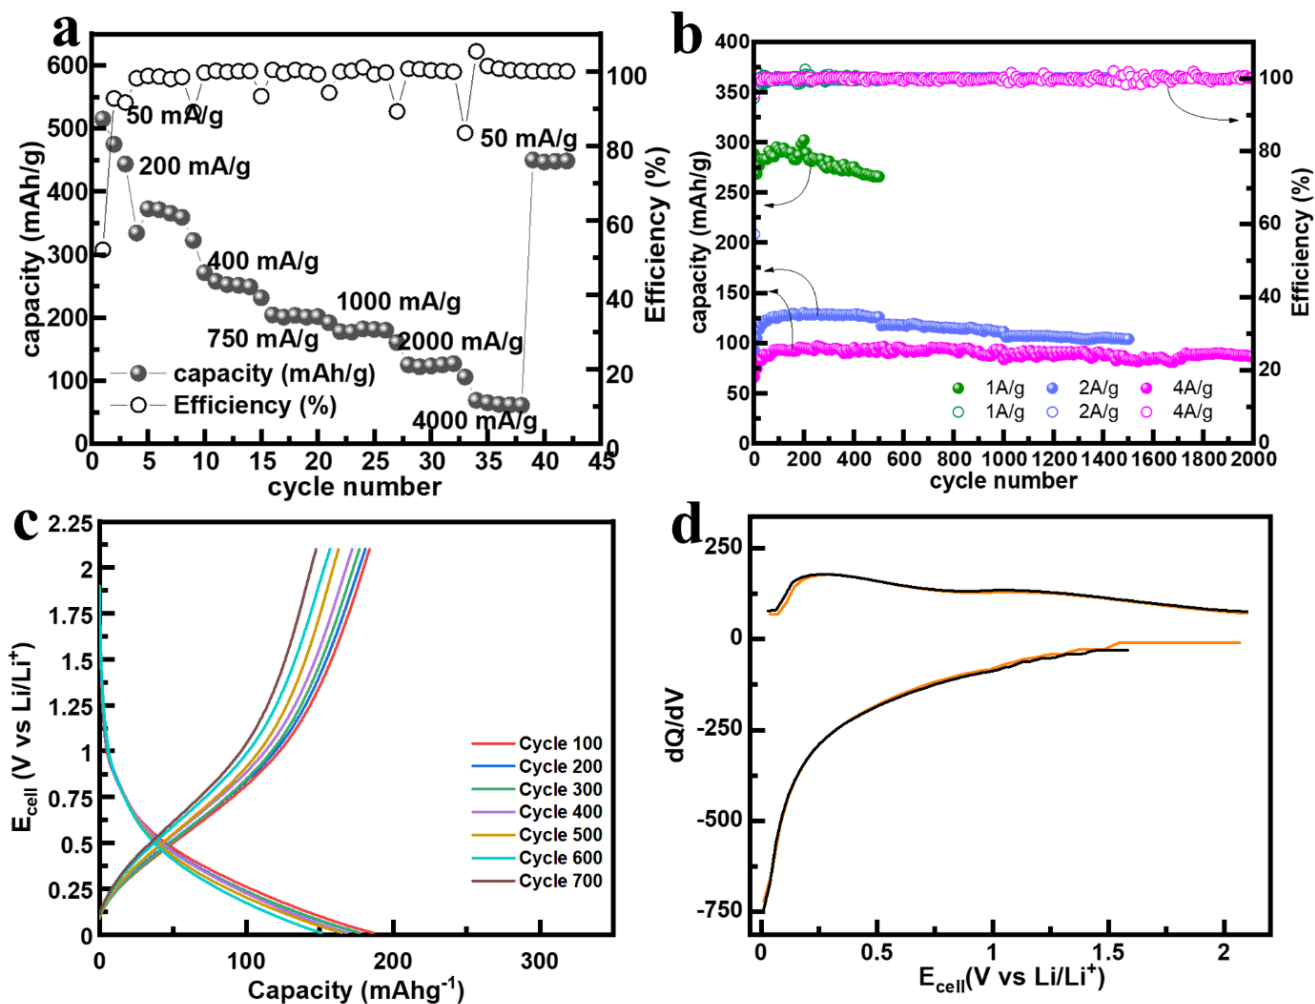 a
600
500
400
300
200
100
0
capacity (mAh/g)
50 mA/g
200 mA/g
400 mA/g
750 mA/g
1000 mA/g
2000 mA/g
4000 mA/g
50 mA/g
capacity (mAh/g)
Efficiency (%)
100
80
60
40
20
0
Efficiency (%)
0 5 10 15 20 25 30 35 40 45
cycle number
b
400
350
300
250
200
150
100
50
0
capacity (mAh/g)
1A/g 2A/g 4A/g
1A/g 2A/g 4A/g
100
80
60
40
20
0
Efficiency (%)
0 200 400 600 800 1000 1200 1400 1600 1800 2000
cycle number
c
2.25
2
1.75
1.5
1.25
1
0.75
0.5
0.25
0
E_cell (V vs Li/Li⁺)
Cycle 100
Cycle 200
Cycle 300
Cycle 400
Cycle 500
Cycle 600
Cycle 700
0 100 200 300
Capacity (mAhg⁻¹)
d
250
0
-250
-500
-750
dQ/dV
0 0.5 1 1.5 2
E_cell(V vs Li/Li⁺)